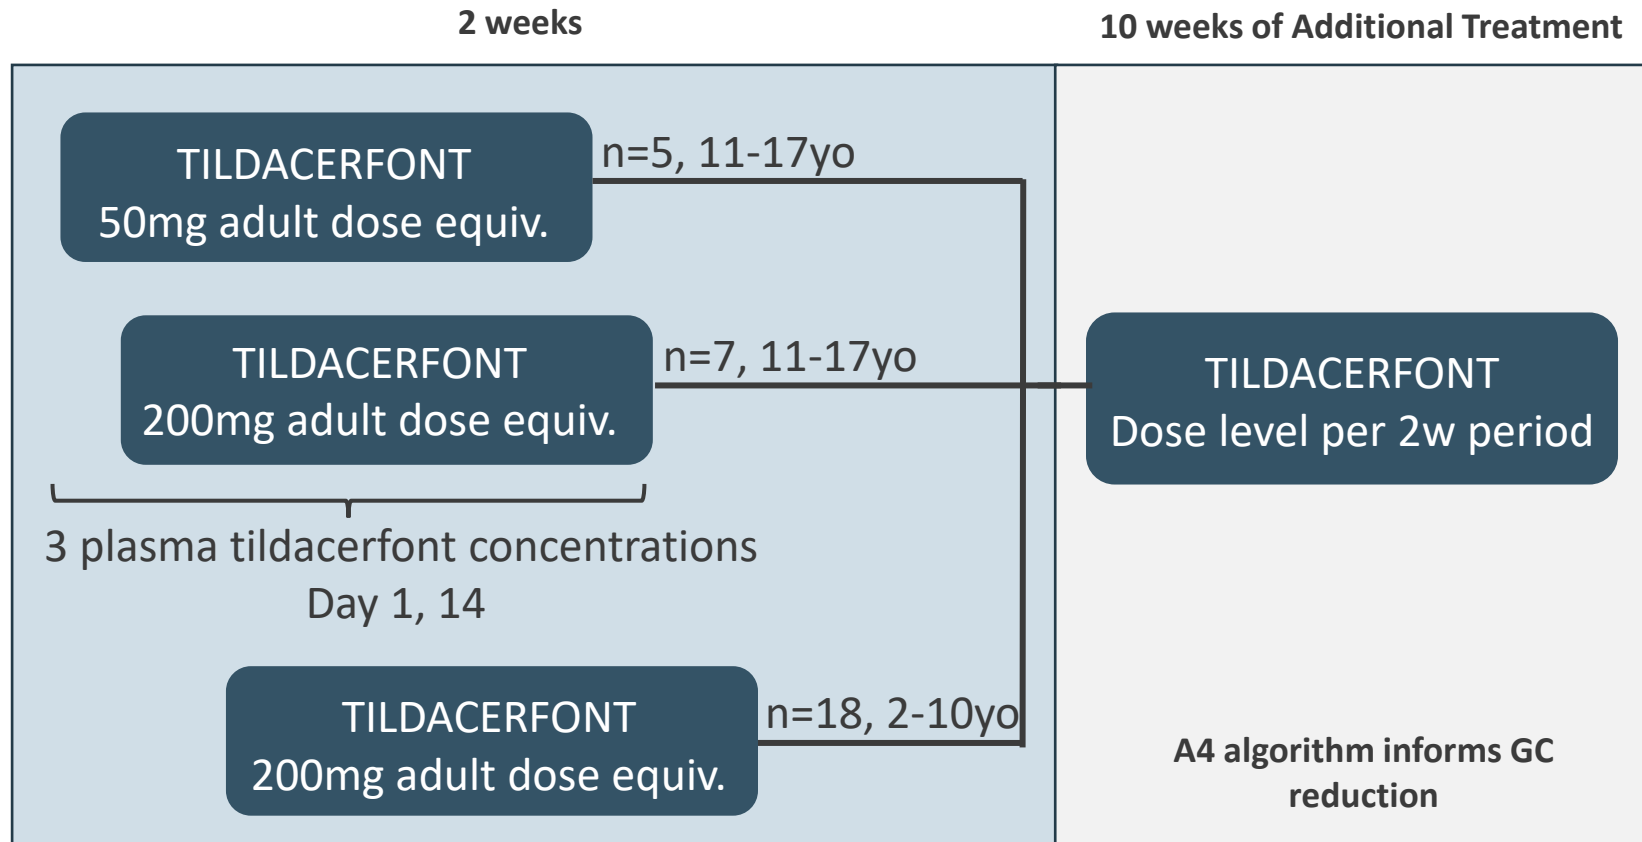 2 weeks
10 weeks of Additional Treatment
TILDACERFONT
50mg adult dose equiv.
n=5, 11-17yo
TILDACERFONT
200mg adult dose equiv.
n=7, 11-17yo
TILDACERFONT
Dose level per 2w period
3 plasma tildacerfont concentrations
Day 1, 14
TILDACERFONT
200mg adult dose equiv.
n=18, 2-10yo
A4 algorithm informs GC
reduction